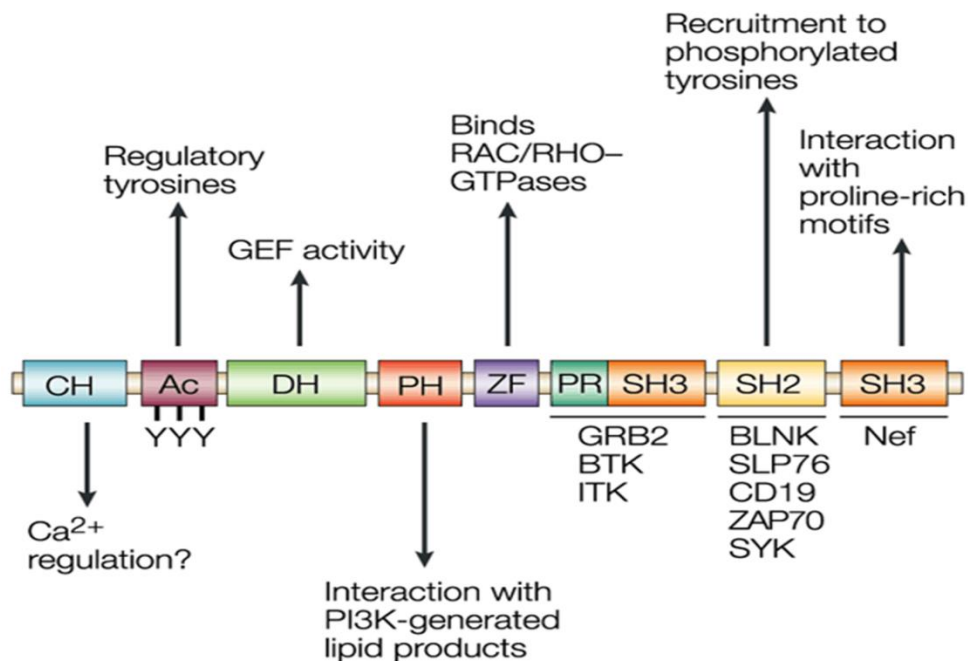 Recruitment to
phosphorylated
tyrosines
Binds
RAC/RHO–
GTPases
Interaction
with
proline-rich
motifs
Regulatory
tyrosines
GEF activity
CH
Ac
DH
PH
ZF
PR
SH3
SH2
SH3
YYY
GRB2
BTK
ITK
BLNK
SLP76
CD19
ZAP70
SYK
Nef
Ca²⁺
regulation?
Interaction with
PI3K-generated
lipid products